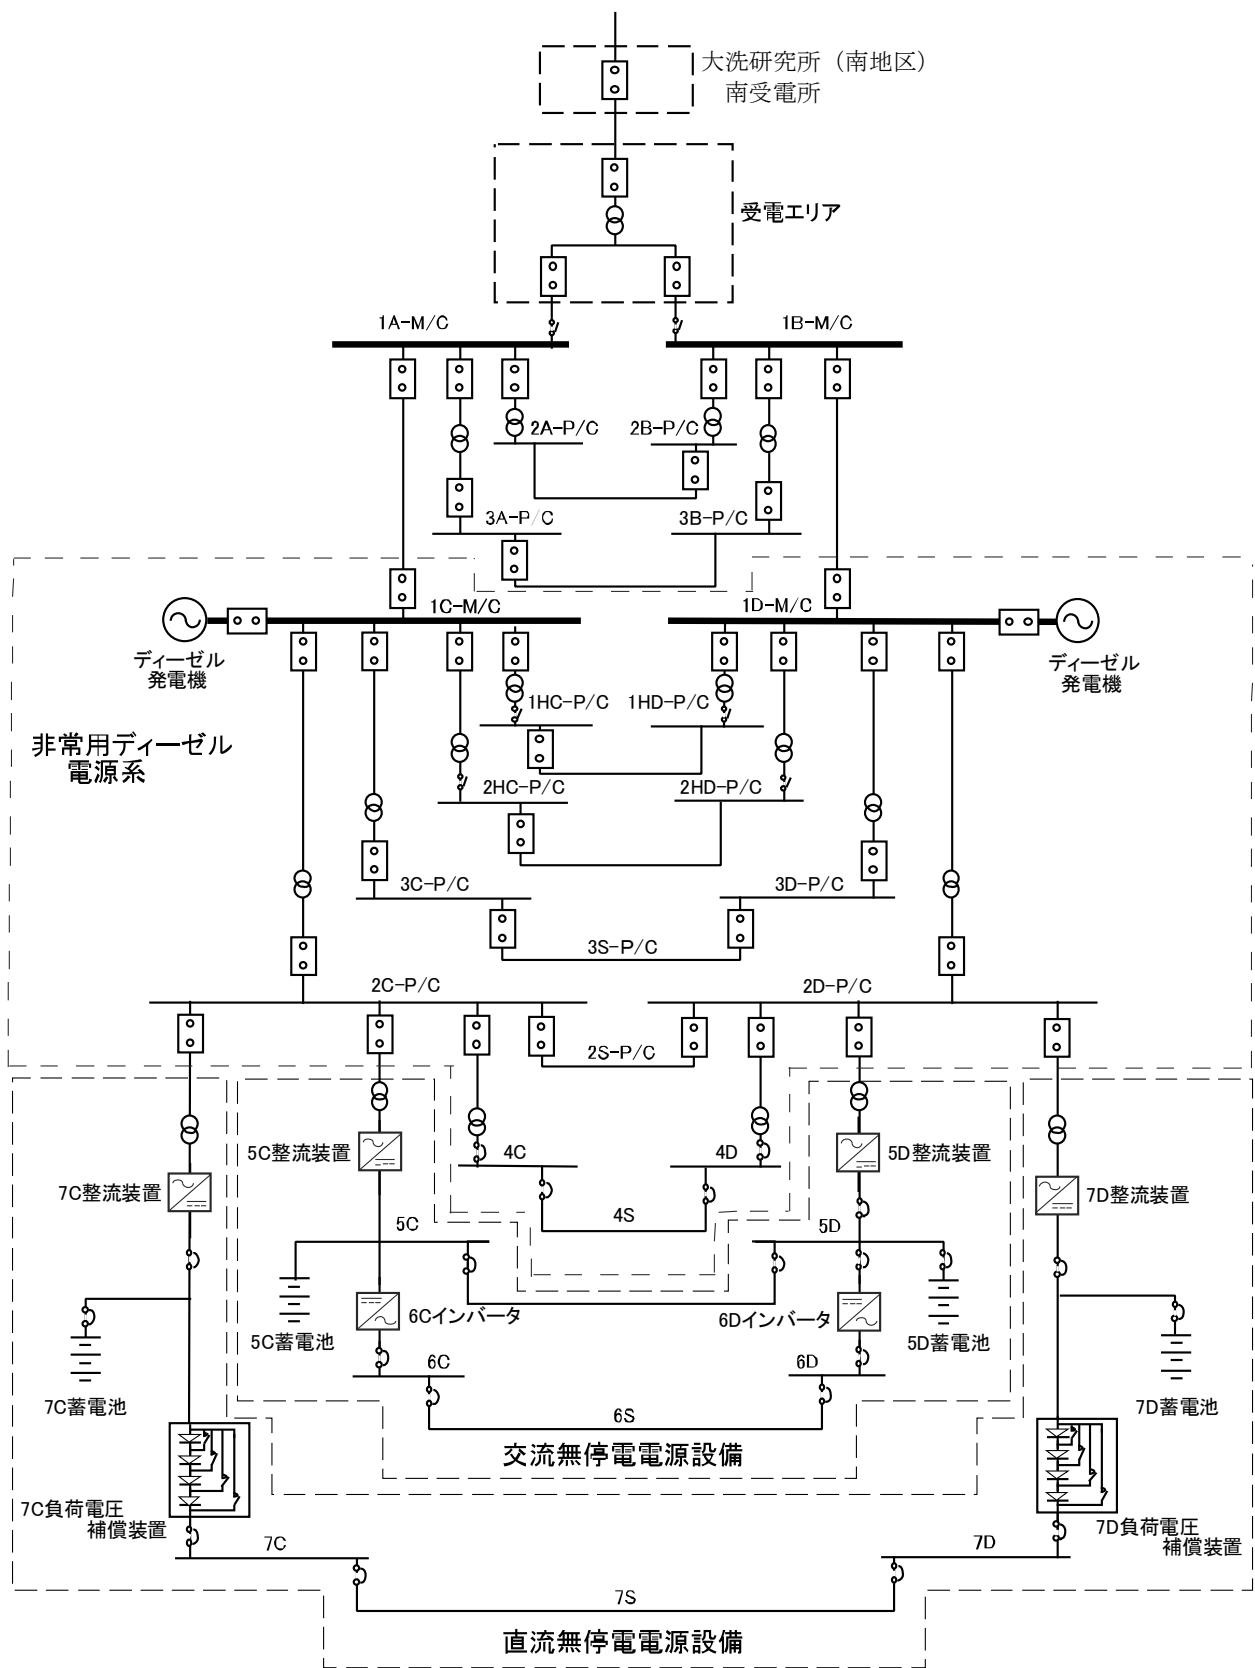 大洗研究所（南地区）
南受電所
受電エリア
1A-M/C
1B-M/C
2A-P/C
2B-P/C
3A-P/C
3B-P/C
1C-M/C
1D-M/C
ディーゼル
発電機
ディーゼル
発電機
1HC-P/C
1HD-P/C
非常用ディーゼル
電源系
2HC-P/C
2HD-P/C
3C-P/C
3D-P/C
3S-P/C
2C-P/C
2D-P/C
2S-P/C
5C整流装置
4C
4D
5D整流装置
7C整流装置
7D整流装置
4S
5C
5D
6Cインバータ
6Dインバータ
5C蓄電池
5D蓄電池
6C
6D
7C蓄電池
7D蓄電池
6S
交流無停電電源設備
7C負荷電圧
補償装置
7D負荷電圧
補償装置
7C
7D
7S
直流無停電電源設備